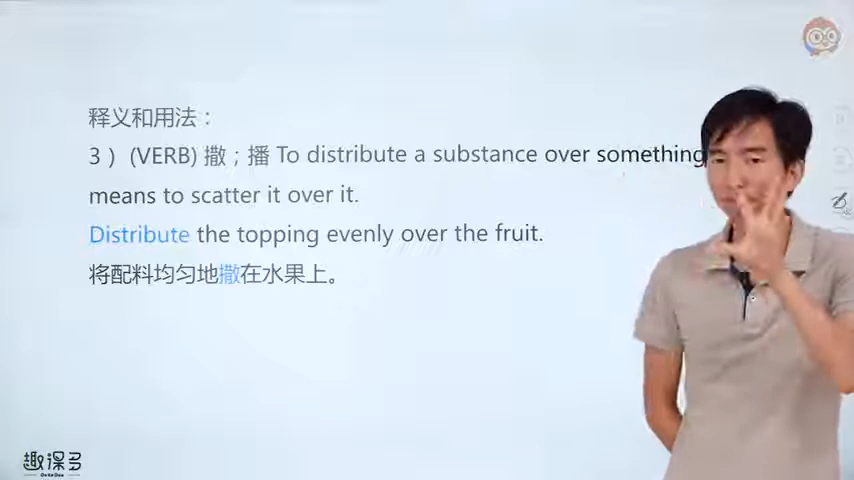 释义和用法：
3 ）(VERB) 撒；播 To distribute a substance over something
means to scatter it over it.
Distribute the topping evenly over the fruit.
将配料均匀地撒在水果上。
趣课多